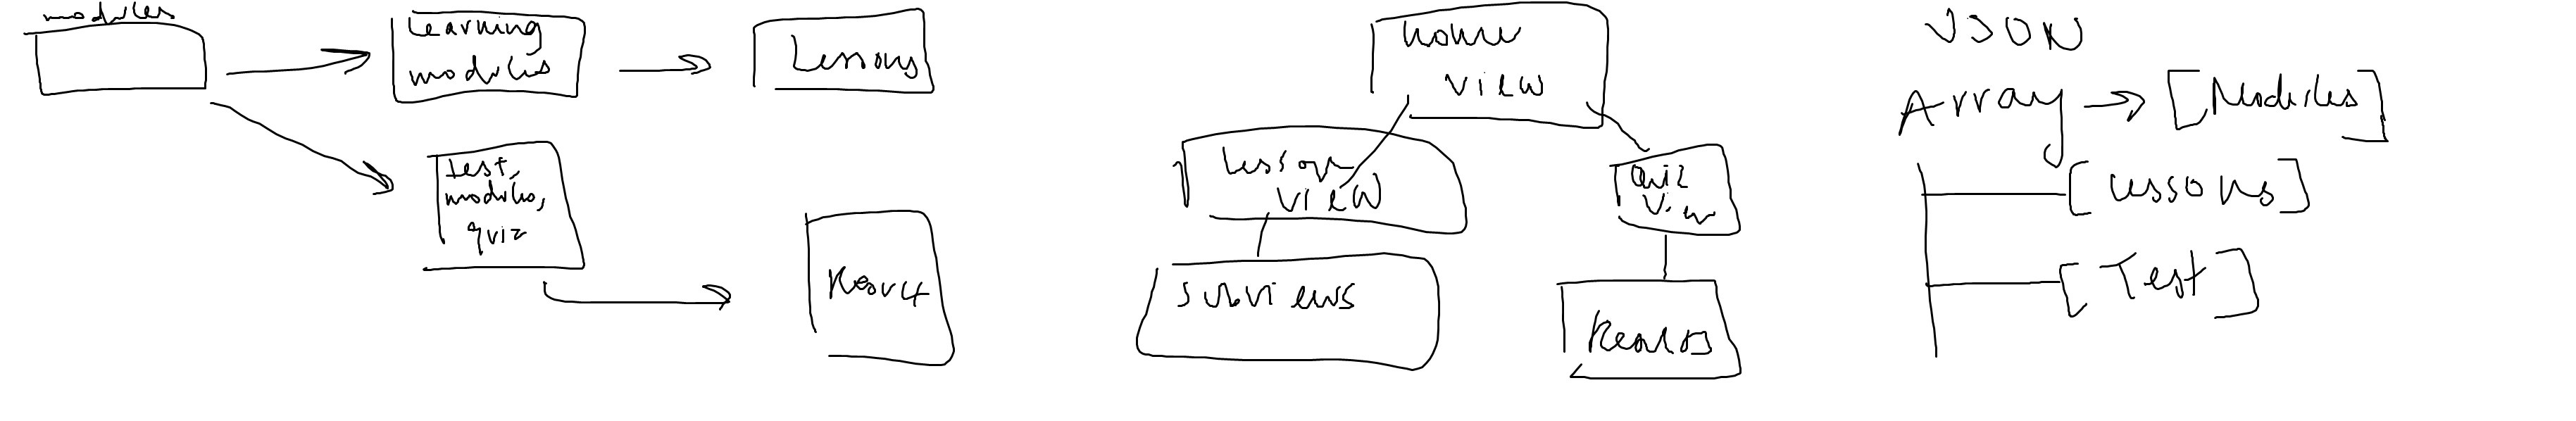 modules
Learning
modules
Lessons
test,
modules,
quiz
Result
home
view
Lesson
view
subviews
Quiz
view
Results
JSON
Array → [Modules]
[Lessons]
[Test]